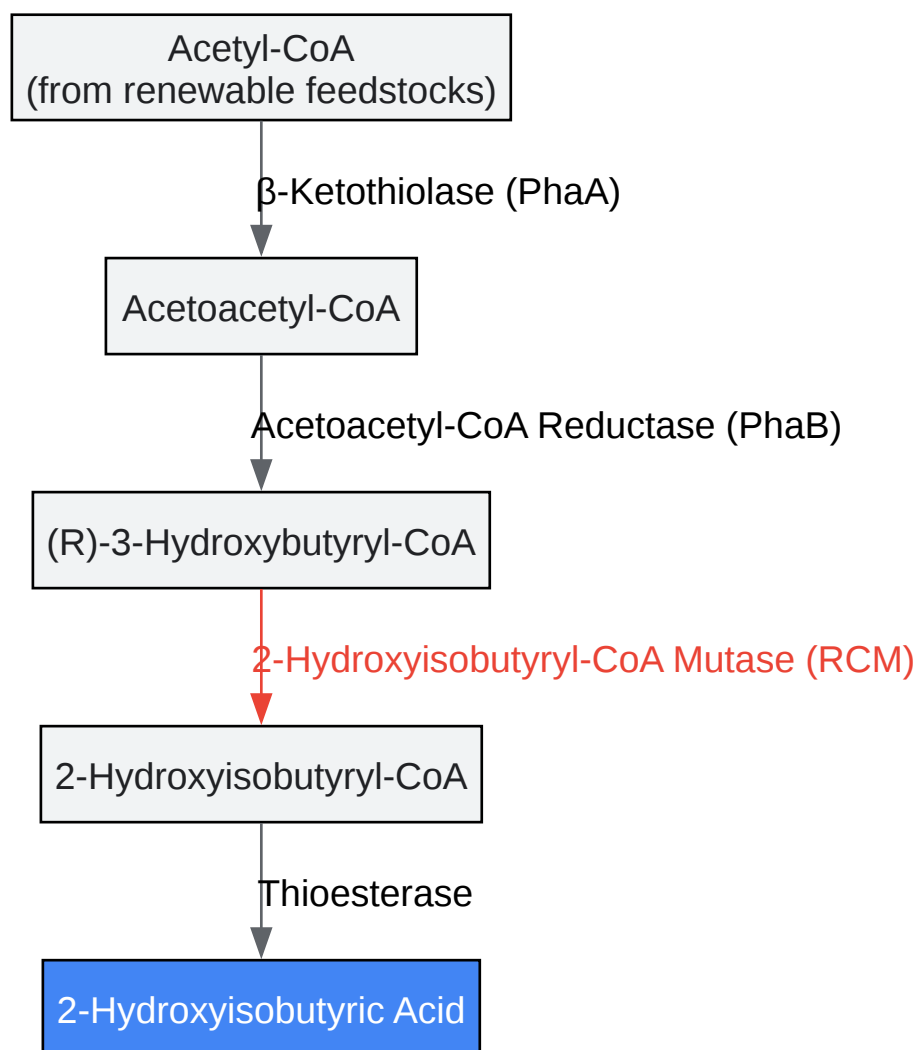 Acetyl-CoA
(from renewable feedstocks)
β-Ketothiolase (PhaA)
Acetoacetyl-CoA
Acetoacetyl-CoA Reductase (PhaB)
(R)-3-Hydroxybutyryl-CoA
2-Hydroxyisobutyryl-CoA Mutase (RCM)
2-Hydroxyisobutyryl-CoA
Thioesterase
2-Hydroxyisobutyric Acid